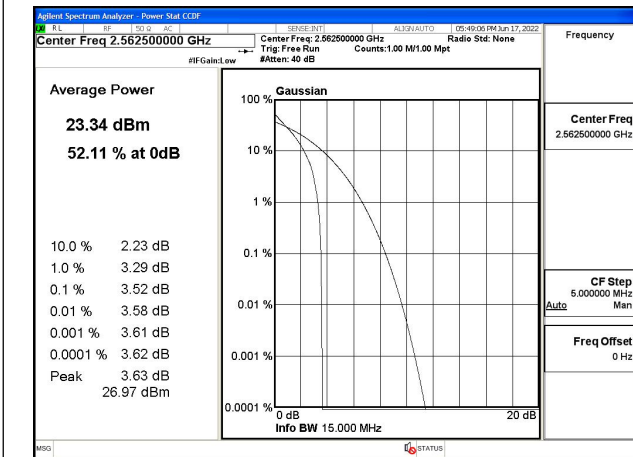 Agilent Spectrum Analyzer - Power Stat CCDF
LXI RL RF 50 Ω AC SENSE:INT ALIGNAUTO 05:49:06 PM Jun 17, 2022
Center Freq 2.562500000 GHz
Center Freq: 2.562500000 GHz Radio Std: None
Trig: Free Run Counts:1.00 M/1.00 Mpt
#IFGain:Low #Atten: 40 dB
Frequency
Average Power
23.34 dBm
52.11 % at 0dB
10.0 % 2.23 dB
1.0 % 3.29 dB
0.1 % 3.52 dB
0.01 % 3.58 dB
0.001 % 3.61 dB
0.0001 % 3.62 dB
Peak 3.63 dB
26.97 dBm
Gaussian
100 %
10 %
1 %
0.1 %
0.01 %
0.001 %
0.0001 %
0 dB 20 dB
Info BW 15.000 MHz
Center Freq
2.562500000 GHz
CF Step
5.000000 MHz
Auto Man
Freq Offset
0 Hz
MSG STATUS